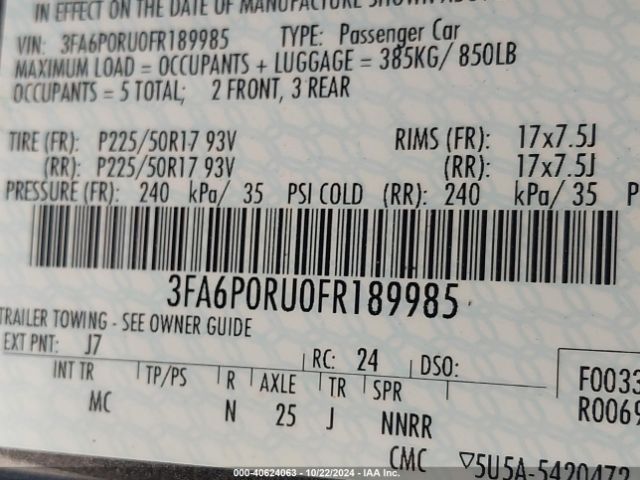 IN EFFECT ON THE DATE OF MANUFACTURE SHOWN
VIN: 3FA6P0RU0FR189985 TYPE: Passenger Car
MAXIMUM LOAD = OCCUPANTS + LUGGAGE = 385KG/ 850LB
OCCUPANTS = 5 TOTAL; 2 FRONT, 3 REAR
TIRE (FR): P225/50R17 93V RIMS (FR): 17x7.5J
(RR): P225/50R17 93V (RR): 17x7.5J
PRESSURE (FR): 240 kPa/ 35 PSI COLD (RR): 240 kPa/ 35 P
3FA6P0RU0FR189985
TRAILER TOWING - SEE OWNER GUIDE
EXT PNT: J7 RC: 24 DSO: F0033
INT TR TP/PS R AXLE TR SPR R0069
MC N 25 J NNRR
CMC ▽5U5A-5420472
000-40624063 - 10/22/2024 - IAA Inc.